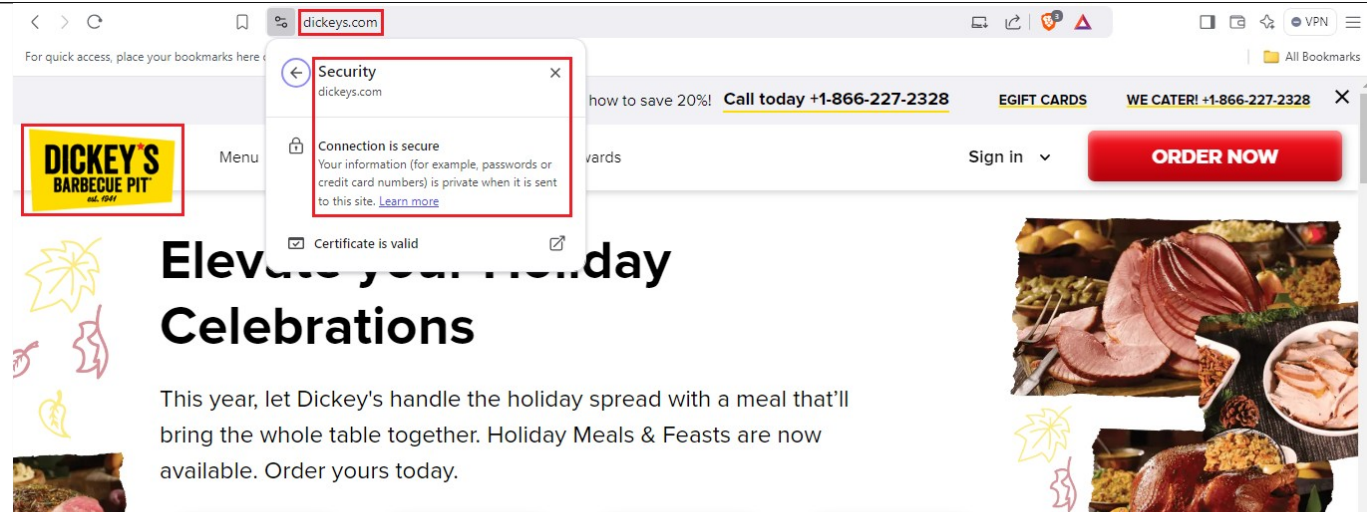 dickeys.com
VPN
For quick access, place your bookmarks here
All Bookmarks
Security
dickeys.com
how to save 20%! Call today +1-866-227-2328
EGIFT CARDS
WE CATER! +1-866-227-2328
DICKEY'S
BARBECUE PIT
est. 1941
Menu
Connection is secure
Your information (for example, passwords or
credit card numbers) is private when it is sent
to this site. Learn more
Sign in
ORDER NOW
Certificate is valid
Elevate your Holiday
Celebrations
This year, let Dickey's handle the holiday spread with a meal that'll
bring the whole table together. Holiday Meals & Feasts are now
available. Order yours today.
3